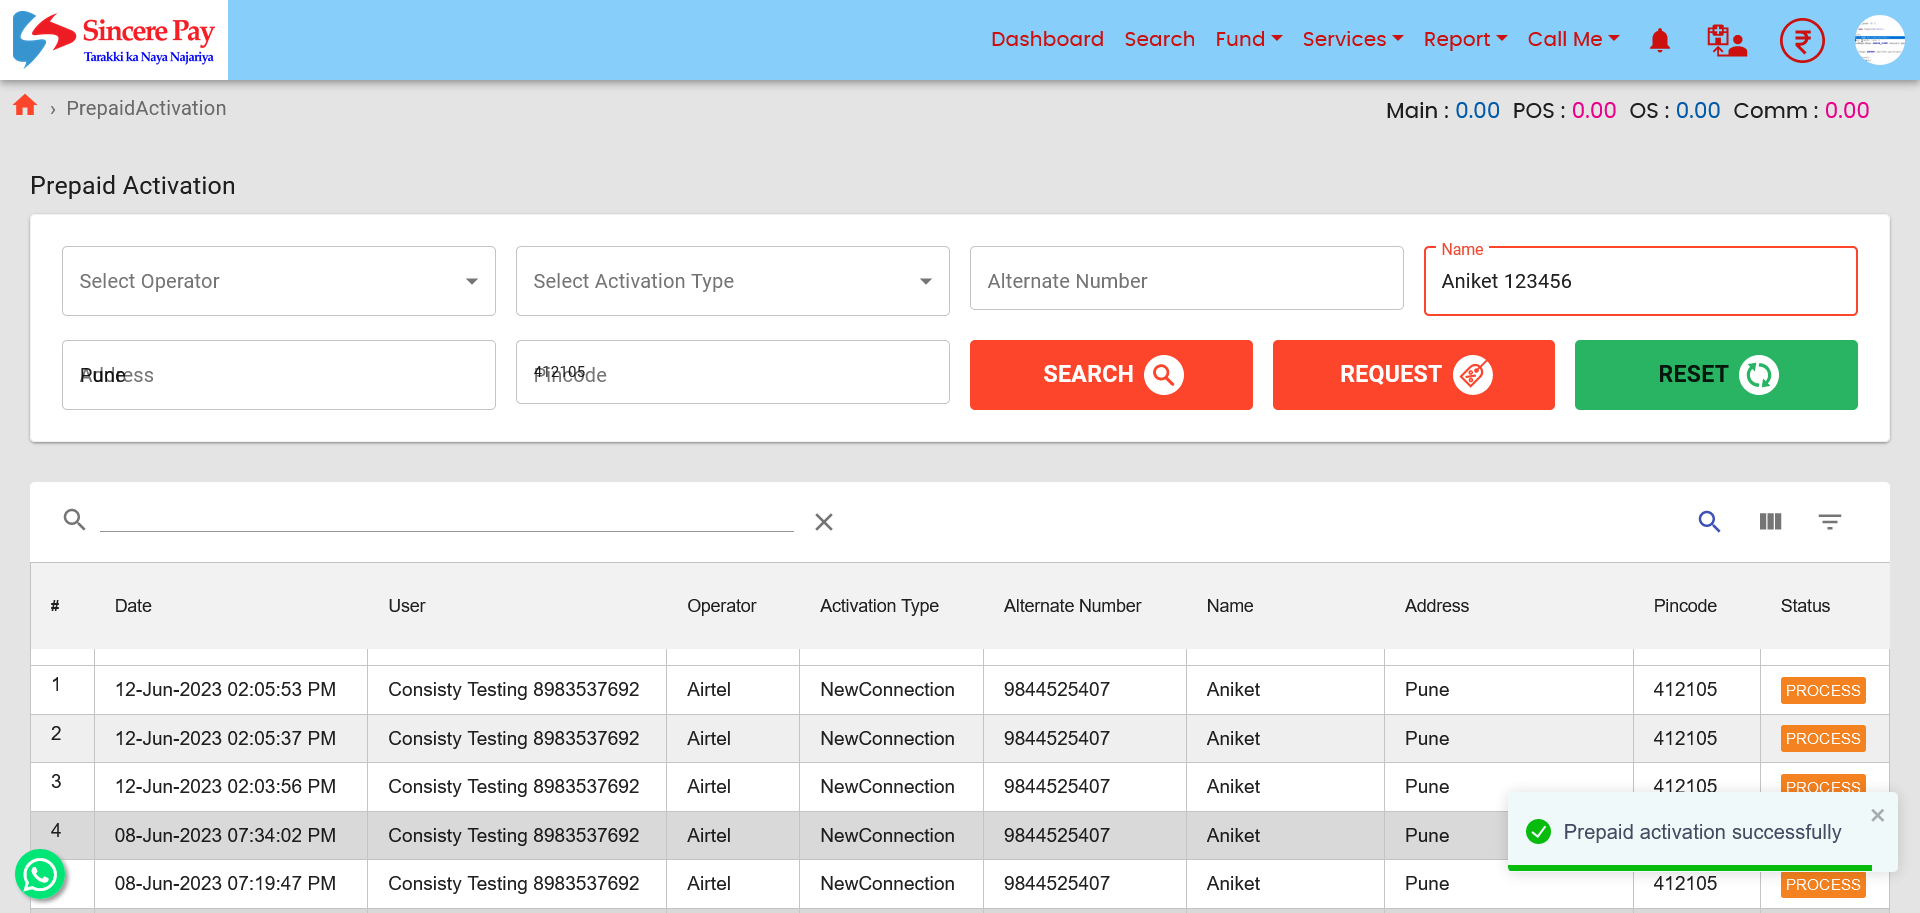 Sincere Pay
Tarakki ka Naya Najariya
Dashboard Search Fund Services Report Call Me
› PrepaidActivation
Main : 0.00 POS : 0.00 OS : 0.00 Comm : 0.00
Prepaid Activation
Select Operator
Select Activation Type
Alternate Number
Name
Aniket 123456
Address
Pune
Pincode
412105
SEARCH
REQUEST
RESET
# Date User Operator Activation Type Alternate Number Name Address Pincode Status
1 12-Jun-2023 02:05:53 PM Consisty Testing 8983537692 Airtel NewConnection 9844525407 Aniket Pune 412105 PROCESS
2 12-Jun-2023 02:05:37 PM Consisty Testing 8983537692 Airtel NewConnection 9844525407 Aniket Pune 412105 PROCESS
3 12-Jun-2023 02:03:56 PM Consisty Testing 8983537692 Airtel NewConnection 9844525407 Aniket Pune 412105 PROCESS
4 08-Jun-2023 07:34:02 PM Consisty Testing 8983537692 Airtel NewConnection 9844525407 Aniket Pune
Prepaid activation successfully
08-Jun-2023 07:19:47 PM Consisty Testing 8983537692 Airtel NewConnection 9844525407 Aniket Pune 412105 PROCESS